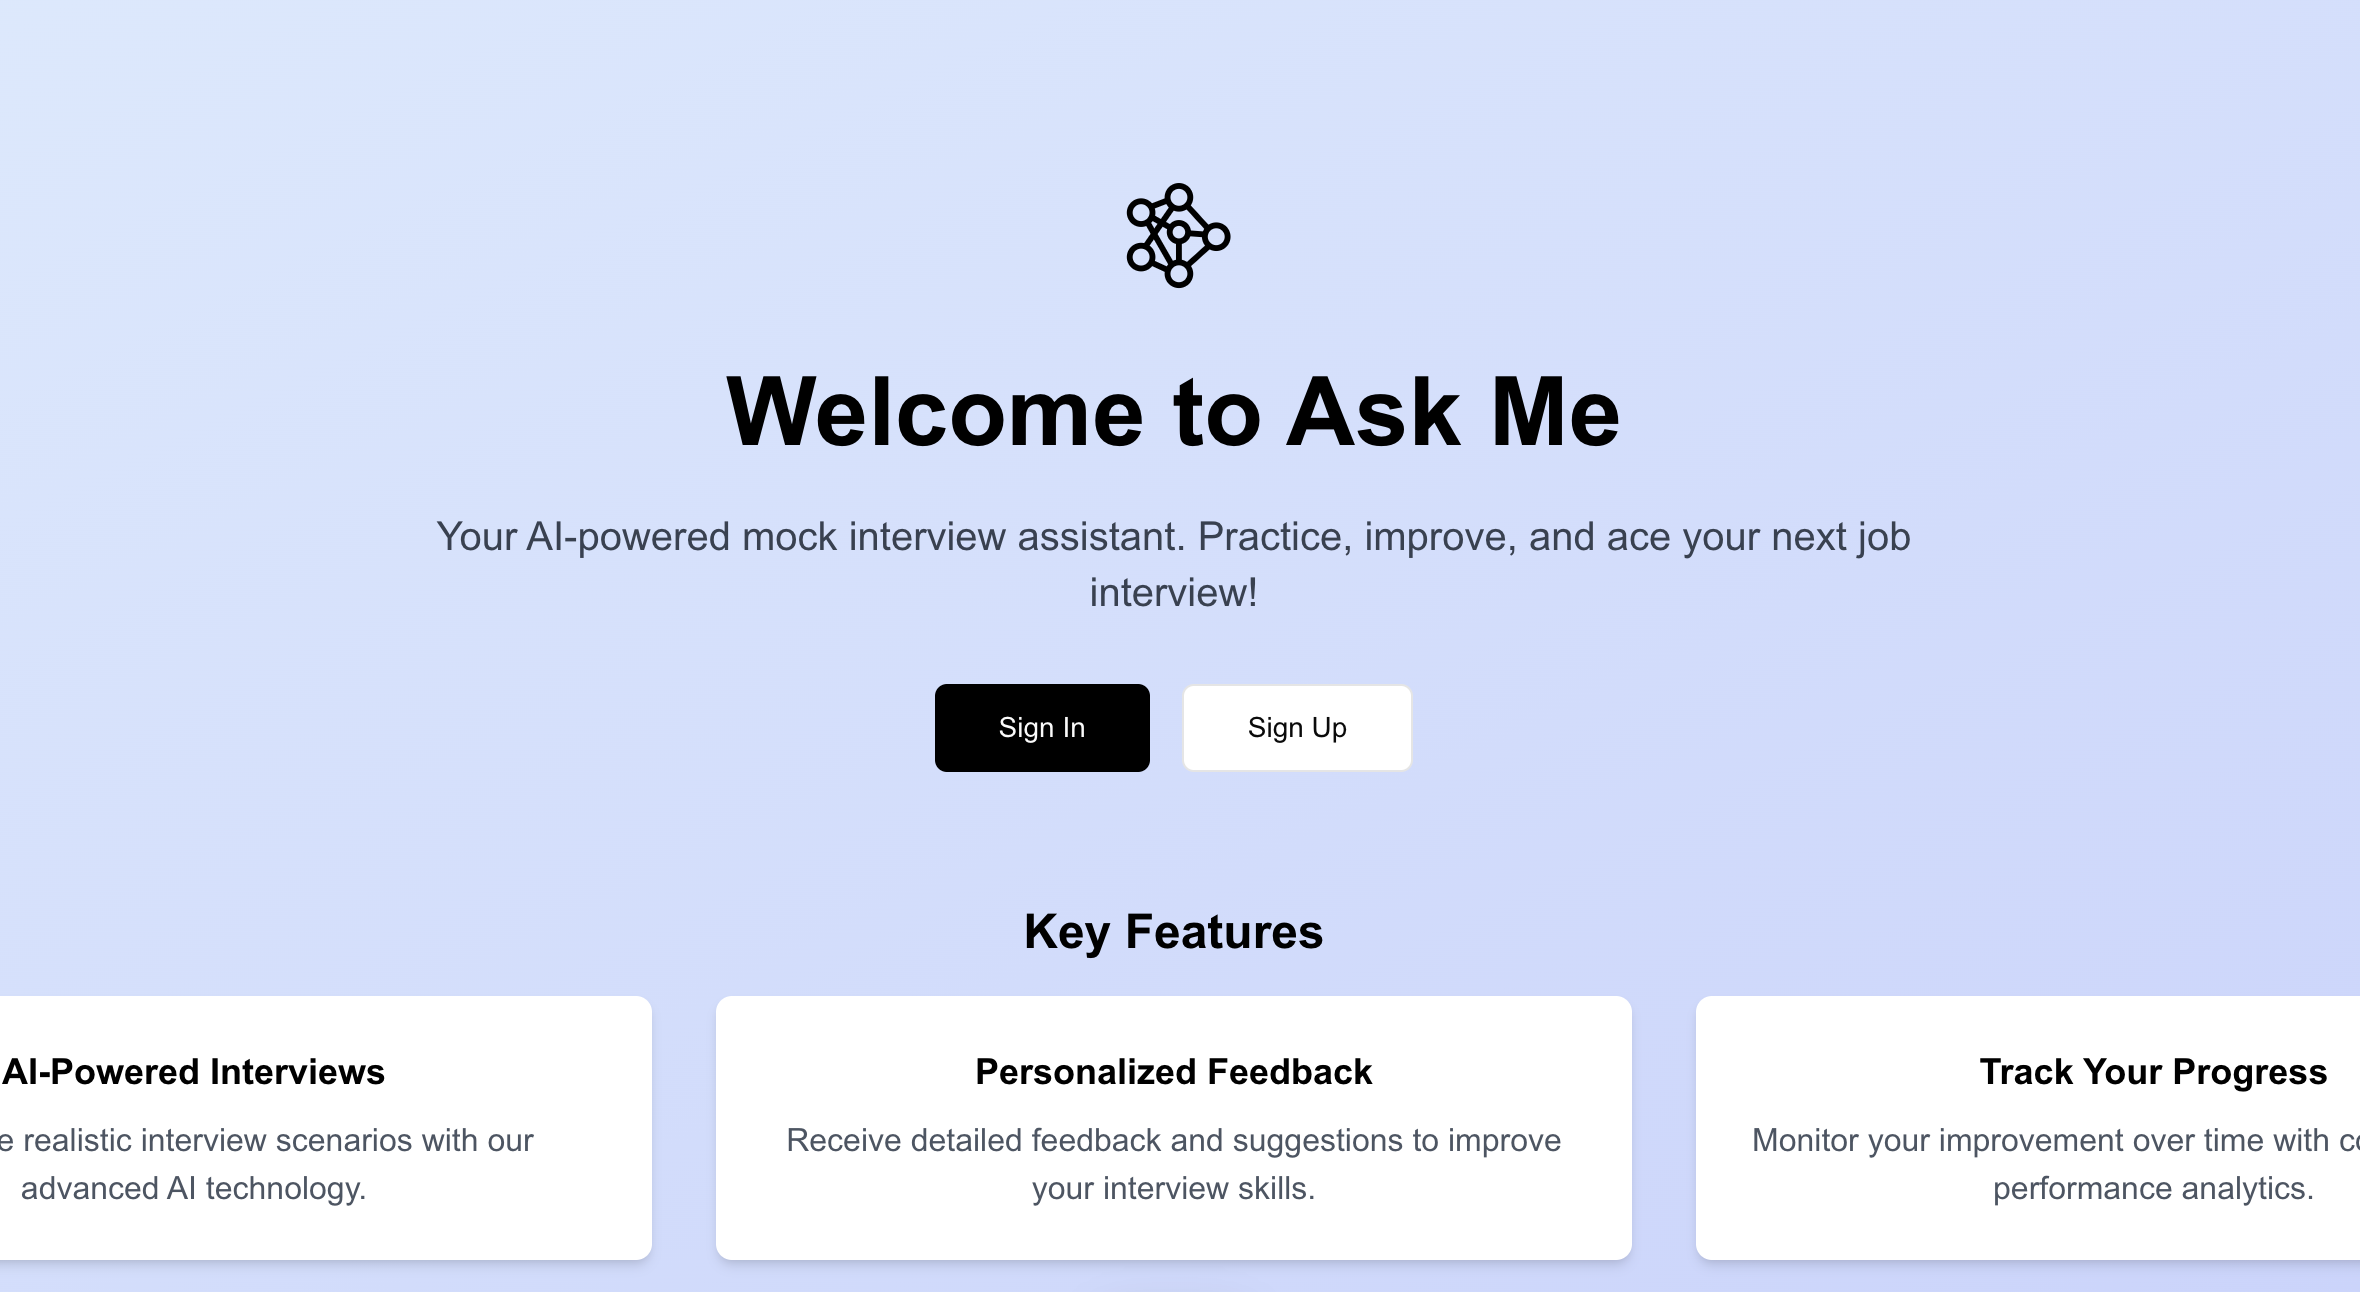 Welcome to Ask Me
Your AI-powered mock interview assistant. Practice, improve, and ace your next job
interview!
Sign In
Sign Up
Key Features
AI-Powered Interviews
realistic interview scenarios with our
advanced AI technology.
Personalized Feedback
Receive detailed feedback and suggestions to improve
your interview skills.
Track Your Progress
Monitor your improvement over time with
performance analytics.